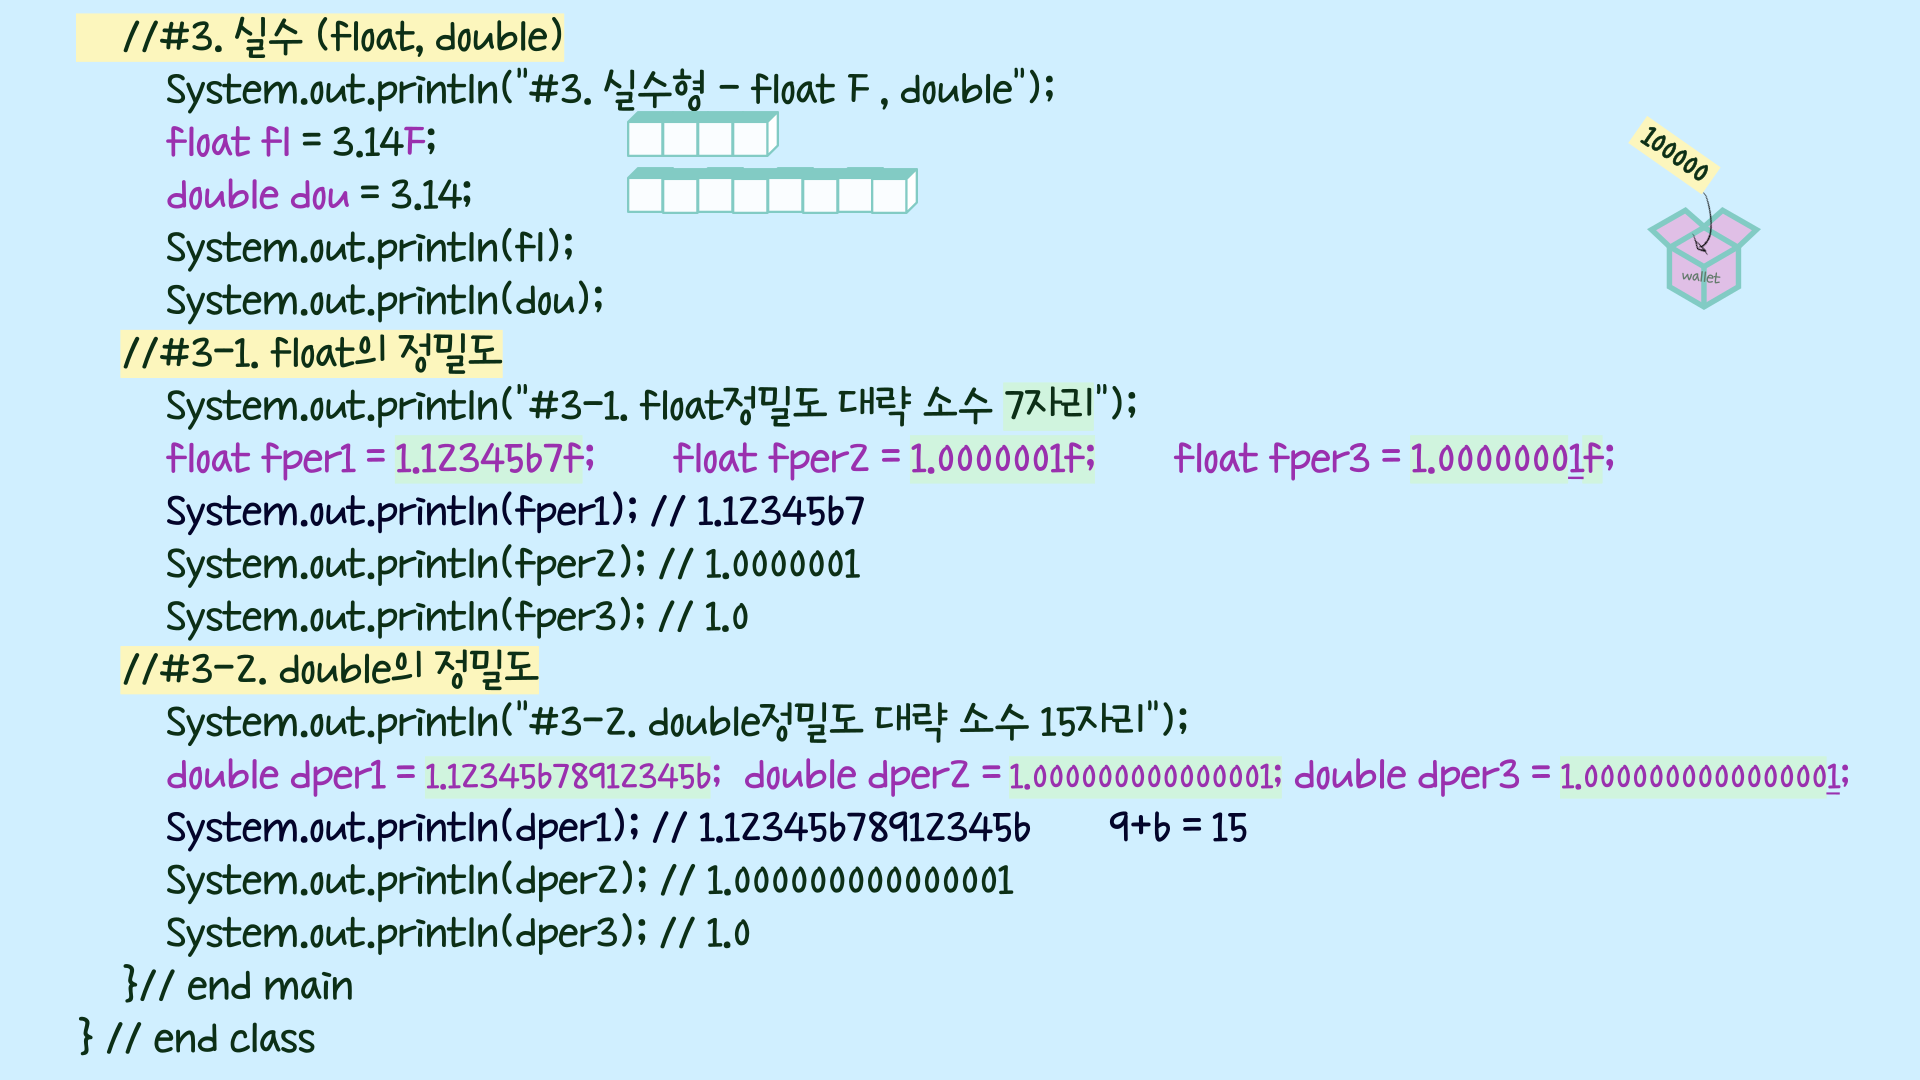 //#3. 실수 (float, double)
System.out.println("#3. 실수형 - float F , double");
float fl = 3.14F;
double dou = 3.14;
System.out.println(fl);
System.out.println(dou);
100000
wallet
//#3-1. float의 정밀도
System.out.println("#3-1. float정밀도 대략 소수 7자리");
float fper1 = 1.1234567f; float fper2 = 1.0000001f; float fper3 = 1.00000001f;
System.out.println(fper1); // 1.1234567
System.out.println(fper2); // 1.0000001
System.out.println(fper3); // 1.0
//#3-2. double의 정밀도
System.out.println("#3-2. double정밀도 대략 소수 15자리");
double dper1 = 1.123456789123456; double dper2 = 1.000000000000001; double dper3 = 1.0000000000000001;
System.out.println(dper1); // 1.123456789123456 9+6 = 15
System.out.println(dper2); // 1.000000000000001
System.out.println(dper3); // 1.0
}// end main
} // end class